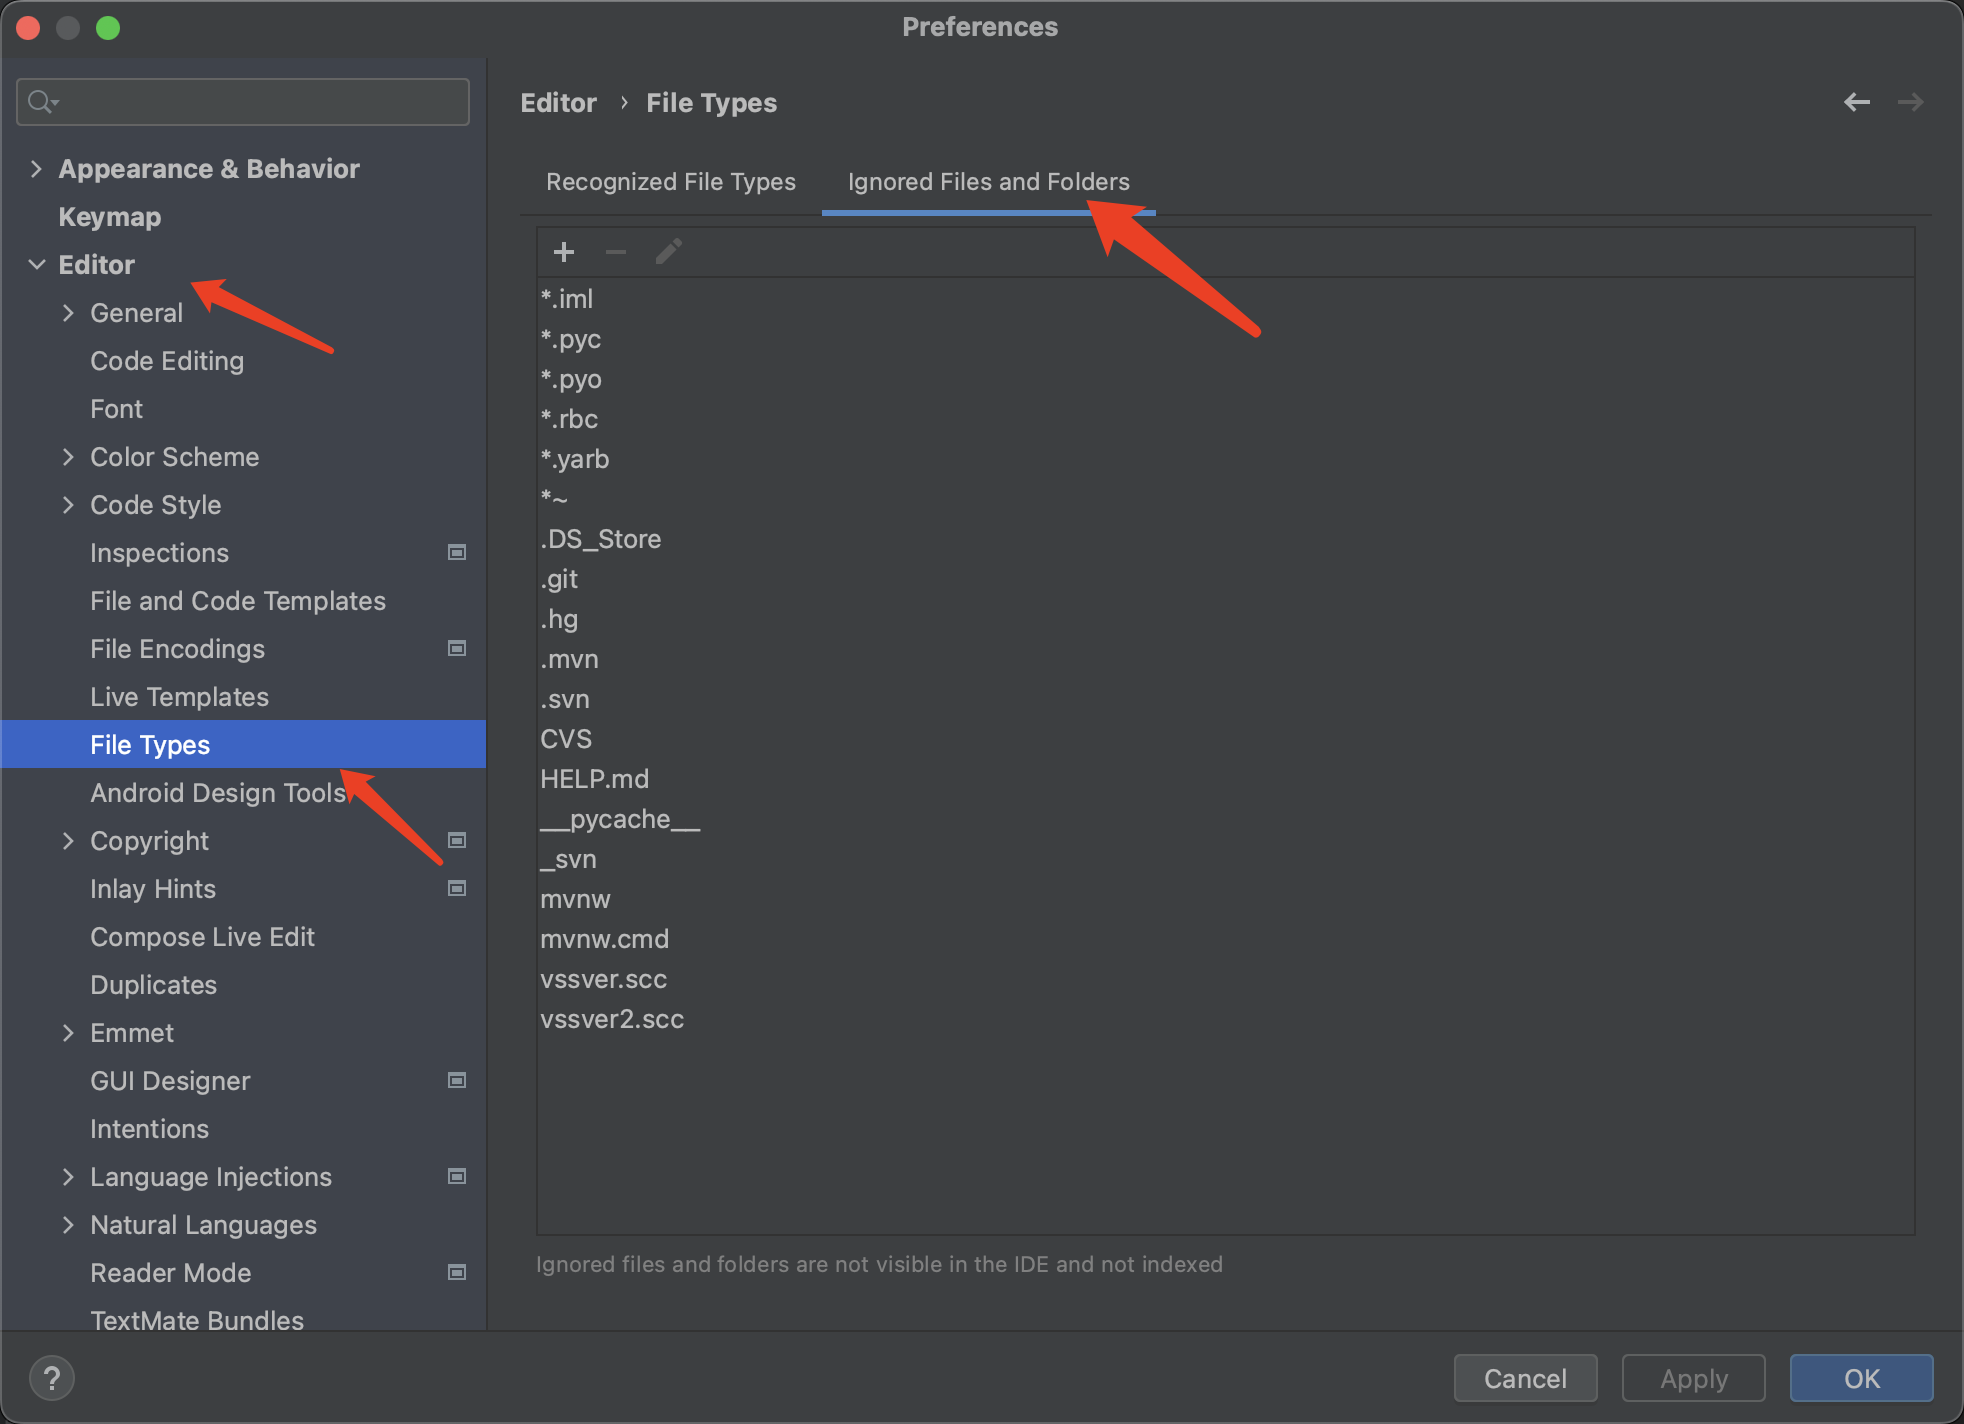 Preferences
Appearance & Behavior
Keymap
Editor
General
Code Editing
Font
Color Scheme
Code Style
Inspections
File and Code Templates
File Encodings
Live Templates
File Types
Android Design Tools
Copyright
Inlay Hints
Compose Live Edit
Duplicates
Emmet
GUI Designer
Intentions
Language Injections
Natural Languages
Reader Mode
TextMate Bundles
Editor › File Types
Recognized File Types Ignored Files and Folders
*.iml
*.pyc
*.pyo
*.rbc
*.yarb
*~
.DS_Store
.git
.hg
.mvn
.svn
CVS
HELP.md
__pycache__
_svn
mvnw
mvnw.cmd
vssver.scc
vssver2.scc
Ignored files and folders are not visible in the IDE and not indexed
? Cancel Apply OK